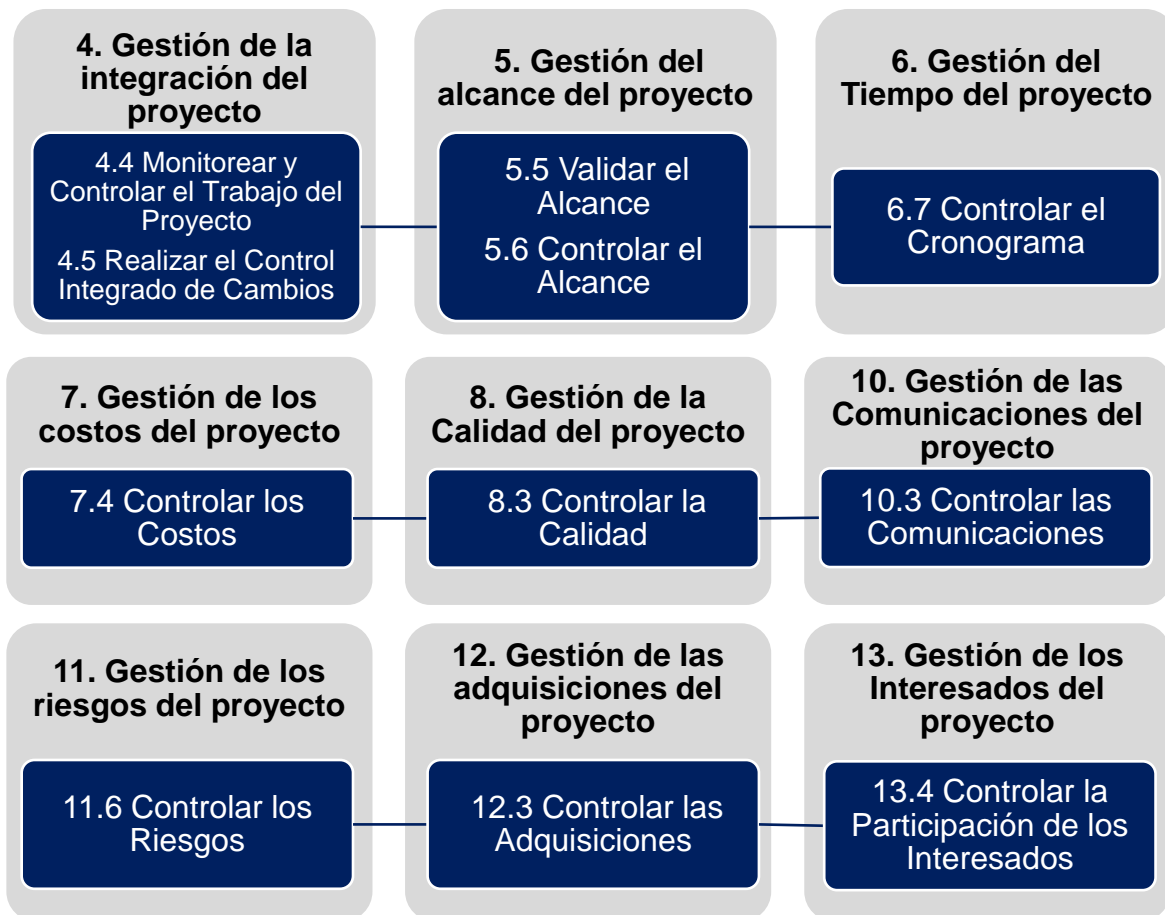 4. Gestión de la
integración del
proyecto
4.4 Monitorear y
Controlar el Trabajo del
Proyecto
4.5 Realizar el Control
Integrado de Cambios
5. Gestión del
alcance del proyecto
5.5 Validar el
Alcance
5.6 Controlar el
Alcance
6. Gestión del
Tiempo del proyecto
6.7 Controlar el
Cronograma
7. Gestión de los
costos del proyecto
7.4 Controlar los
Costos
8. Gestión de la
Calidad del proyecto
8.3 Controlar la
Calidad
10. Gestión de las
Comunicaciones del
proyecto
10.3 Controlar las
Comunicaciones
11. Gestión de los
riesgos del proyecto
11.6 Controlar los
Riesgos
12. Gestión de las
adquisiciones del
proyecto
12.3 Controlar las
Adquisiciones
13. Gestión de los
Interesados del
proyecto
13.4 Controlar la
Participación de los
Interesados